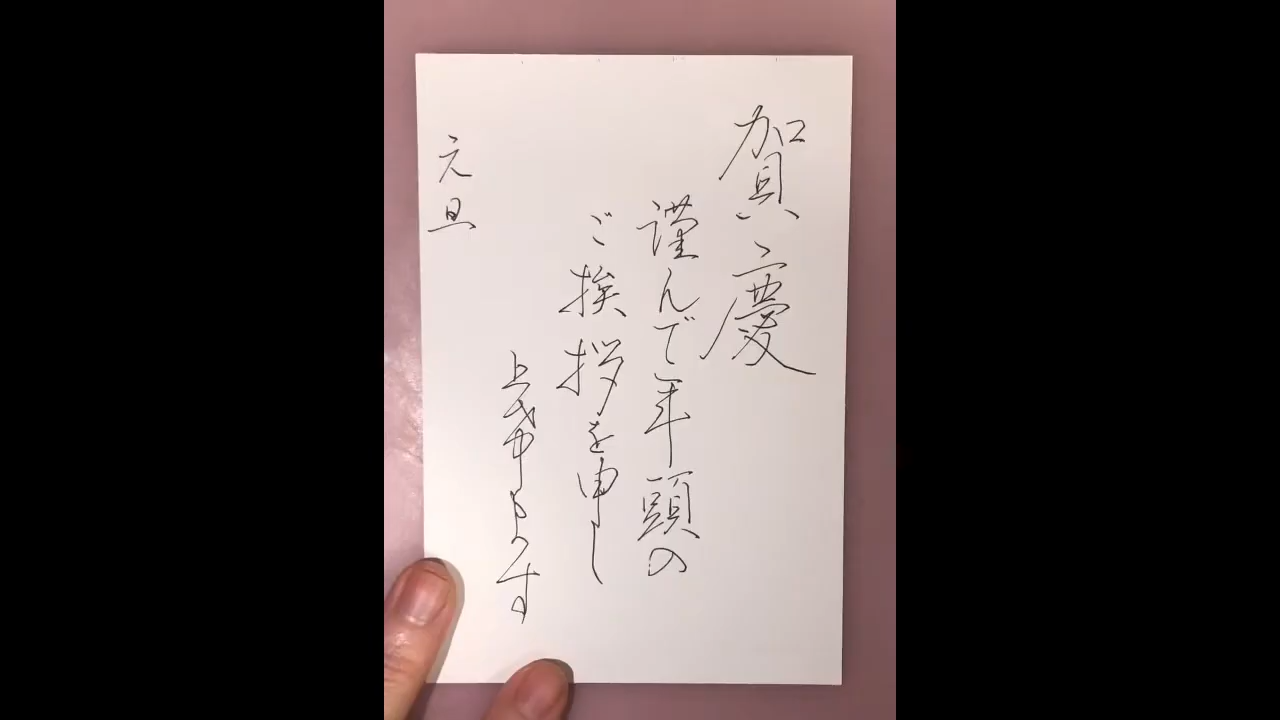 賀慶
謹んで年頭の
ご挨拶を申し
上げます
元旦